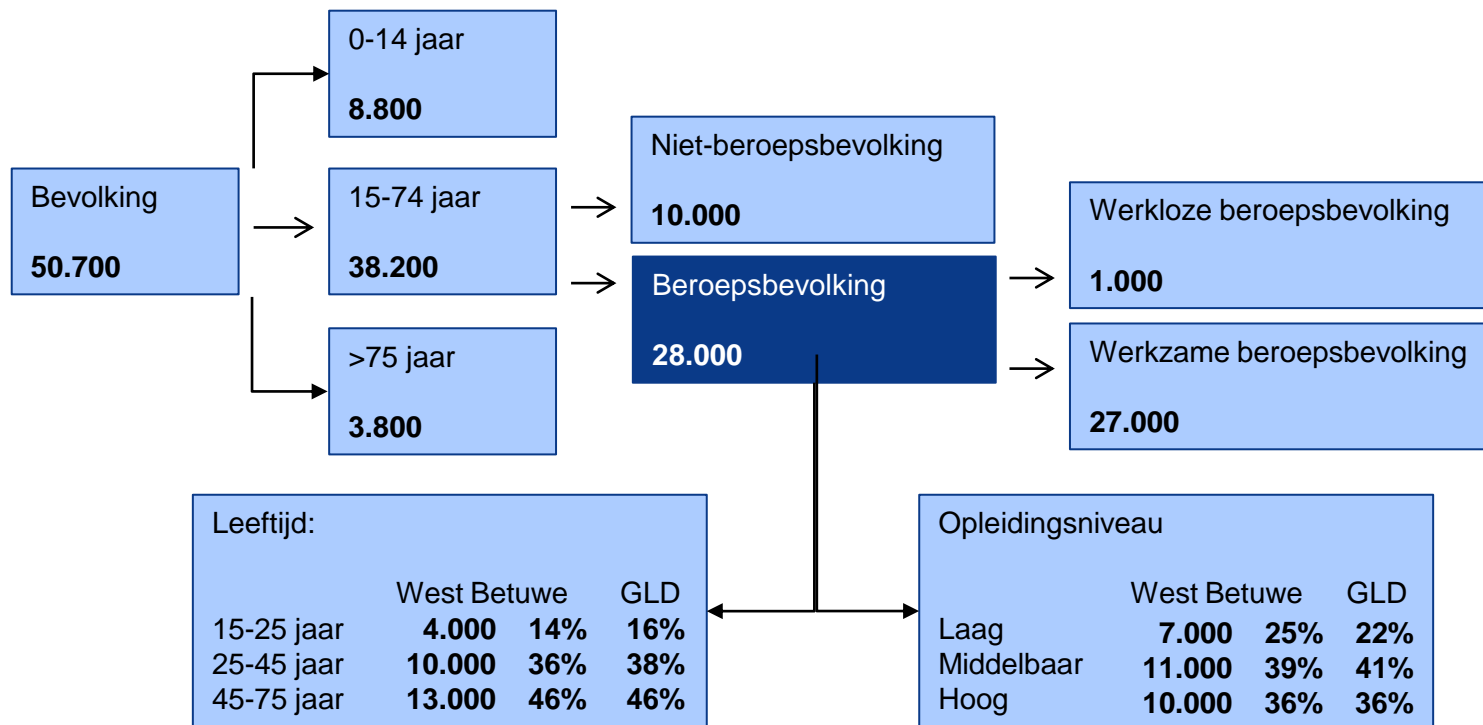 0-14 jaar
8.800
Bevolking
50.700
15-74 jaar
38.200
>75 jaar
3.800
Niet-beroepsbevolking
10.000
Beroepsbevolking
28.000
Werkloze beroepsbevolking
1.000
Werkzame beroepsbevolking
27.000
Leeftijd:
West Betuwe GLD
15-25 jaar 4.000 14% 16%
25-45 jaar 10.000 36% 38%
45-75 jaar 13.000 46% 46%
Opleidingsniveau
West Betuwe GLD
Laag 7.000 25% 22%
Middelbaar 11.000 39% 41%
Hoog 10.000 36% 36%